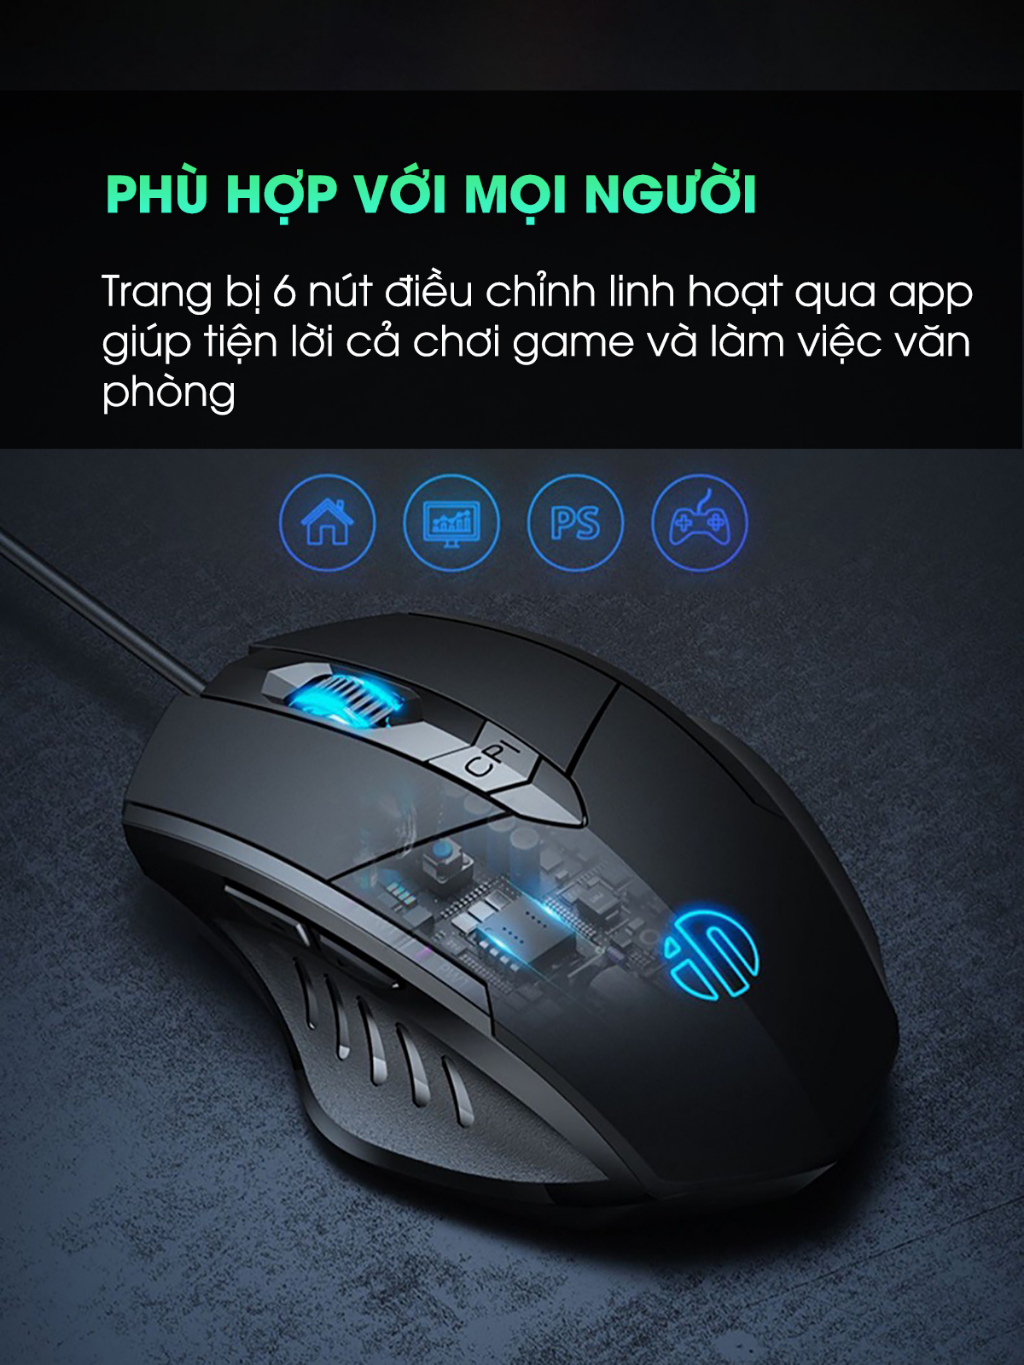 PHÙ HỢP VỚI MỌI NGƯỜI
Trang bị 6 nút điều chỉnh linh hoạt qua app
giúp tiện lời cả chơi game và làm việc văn
phòng
PS
CPI